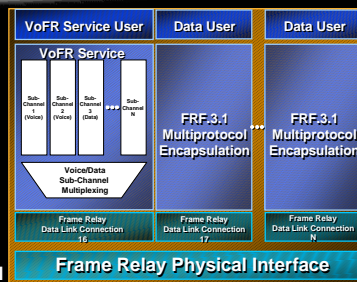 VoFR Service User
Data User
Data User
VoFR Service
Sub-
Channel
1
(Voice)
Sub-
Channel
2
(Voice)
Sub-
Channel
3
(Data)
•••
Sub-
Channel
N
Voice/Data
Sub-Channel
Multiplexing
FRF.3.1
Multiprotocol
Encapsulation
•••
FRF.3.1
Multiprotocol
Encapsulation
Frame Relay
Data Link Connection
16
Frame Relay
Data Link Connection
17
Frame Relay
Data Link Connection
N
Frame Relay Physical Interface